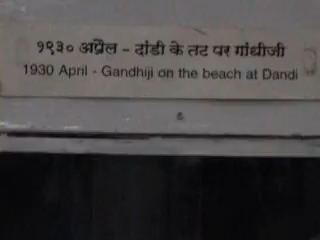 १९३० अप्रैल - दांडी के तट पर गांधीजी
1930 April - Gandhiji on the beach at Dandi